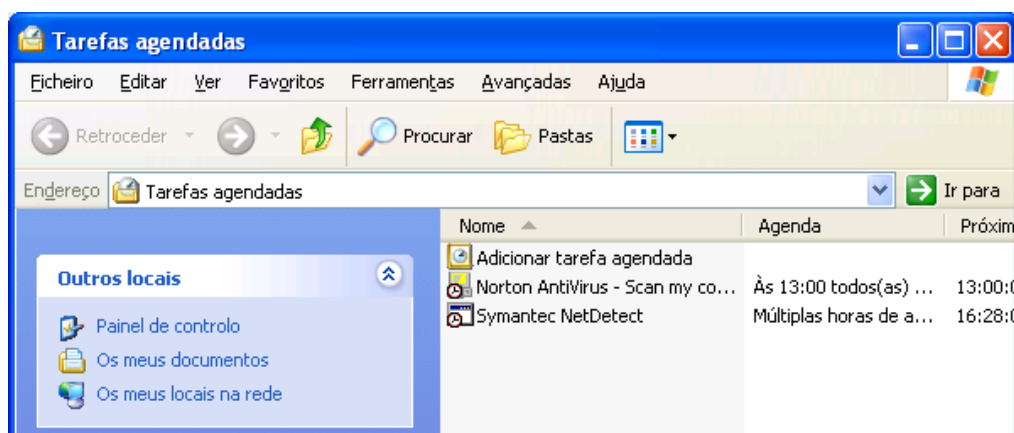 Tarefas agendadas
Ficheiro Editar Ver Favoritos Ferramentas Avançadas Ajuda
Retroceder Procurar Pastas
Endereço Tarefas agendadas Ir para
Nome Agenda Próxim
Outros locais
Painel de controlo
Os meus documentos
Os meus locais na rede
Adicionar tarefa agendada
Norton AntiVirus - Scan my co... Às 13:00 todos(as) ... 13:00:0
Symantec NetDetect Múltiplas horas de a... 16:28:0